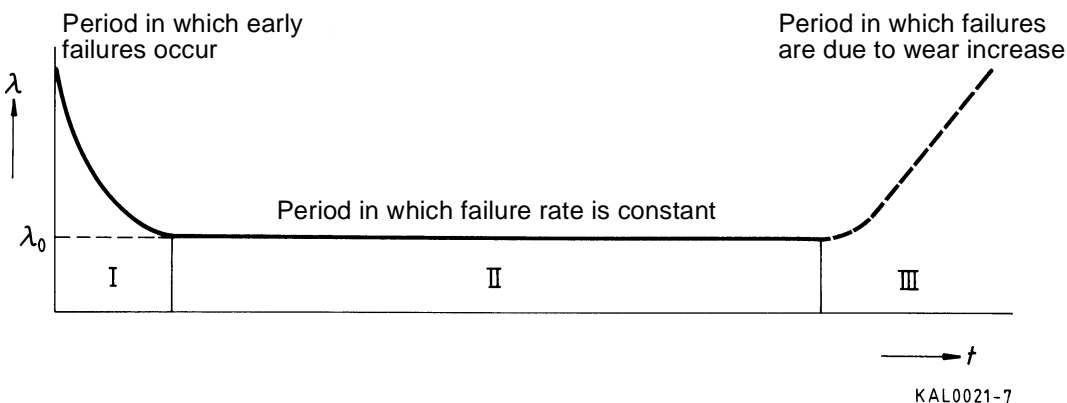 Period in which early
failures occur
Period in which failures
are due to wear increase
λ
Period in which failure rate is constant
λ₀
I
II
III
t
KAL0021-7